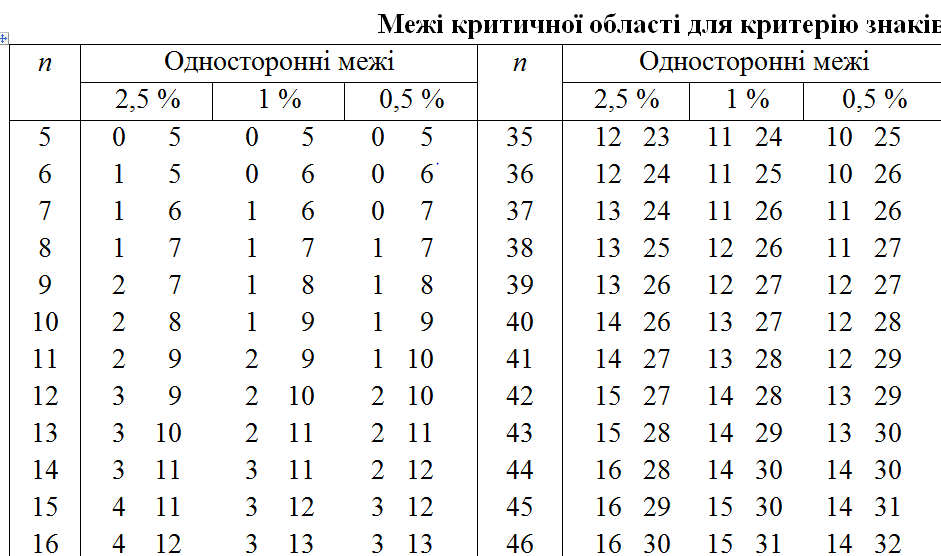 Межі критичної області для критерію знаків
n Односторонні межі n Односторонні межі
2,5 % 1 % 0,5 % 2,5 % 1 % 0,5 %
5 0 5 0 5 0 5 35 12 23 11 24 10 25
6 1 5 0 6 0 6 36 12 24 11 25 10 26
7 1 6 1 6 0 7 37 13 24 11 26 11 26
8 1 7 1 7 1 7 38 13 25 12 26 11 27
9 2 7 1 8 1 8 39 13 26 12 27 12 27
10 2 8 1 9 1 9 40 14 26 13 27 12 28
11 2 9 2 9 1 10 41 14 27 13 28 12 29
12 3 9 2 10 2 10 42 15 27 14 28 13 29
13 3 10 2 11 2 11 43 15 28 14 29 13 30
14 3 11 3 11 2 12 44 16 28 14 30 14 30
15 4 11 3 12 3 12 45 16 29 15 30 14 31
16 4 12 3 13 3 13 46 16 30 15 31 14 32